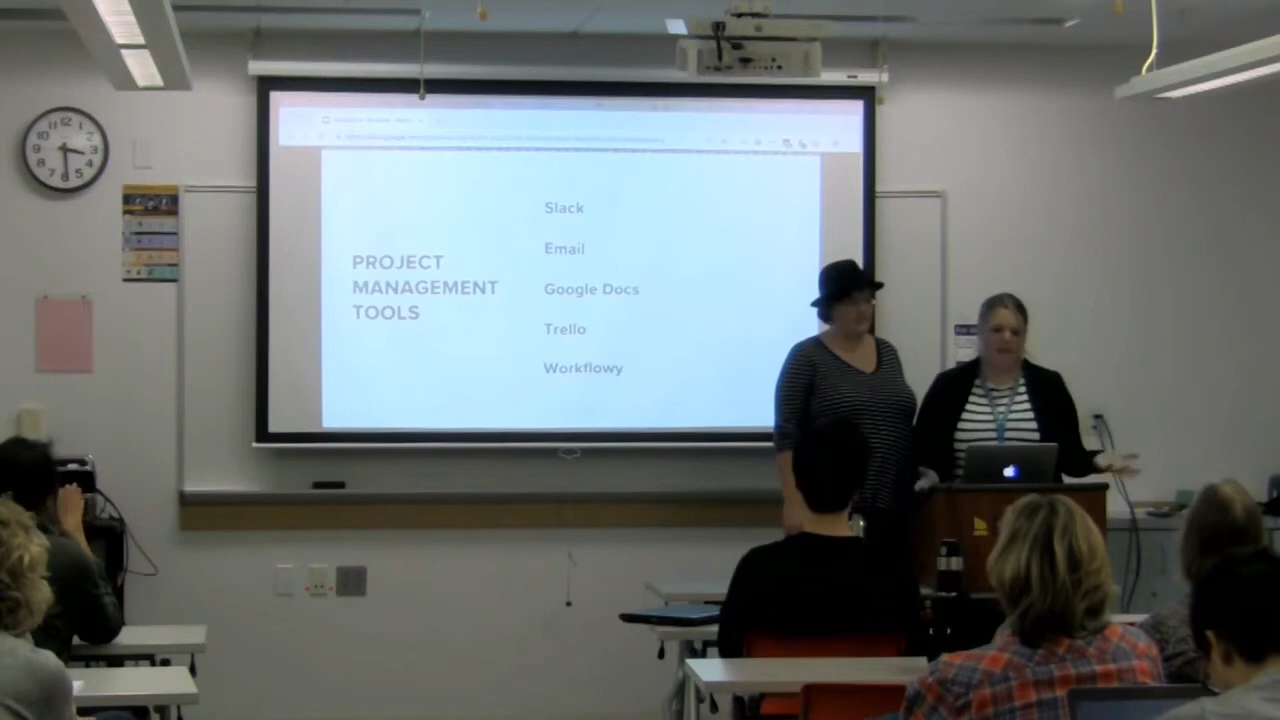 PROJECT
MANAGEMENT
TOOLS
Slack
Email
Google Docs
Trello
Workflowy